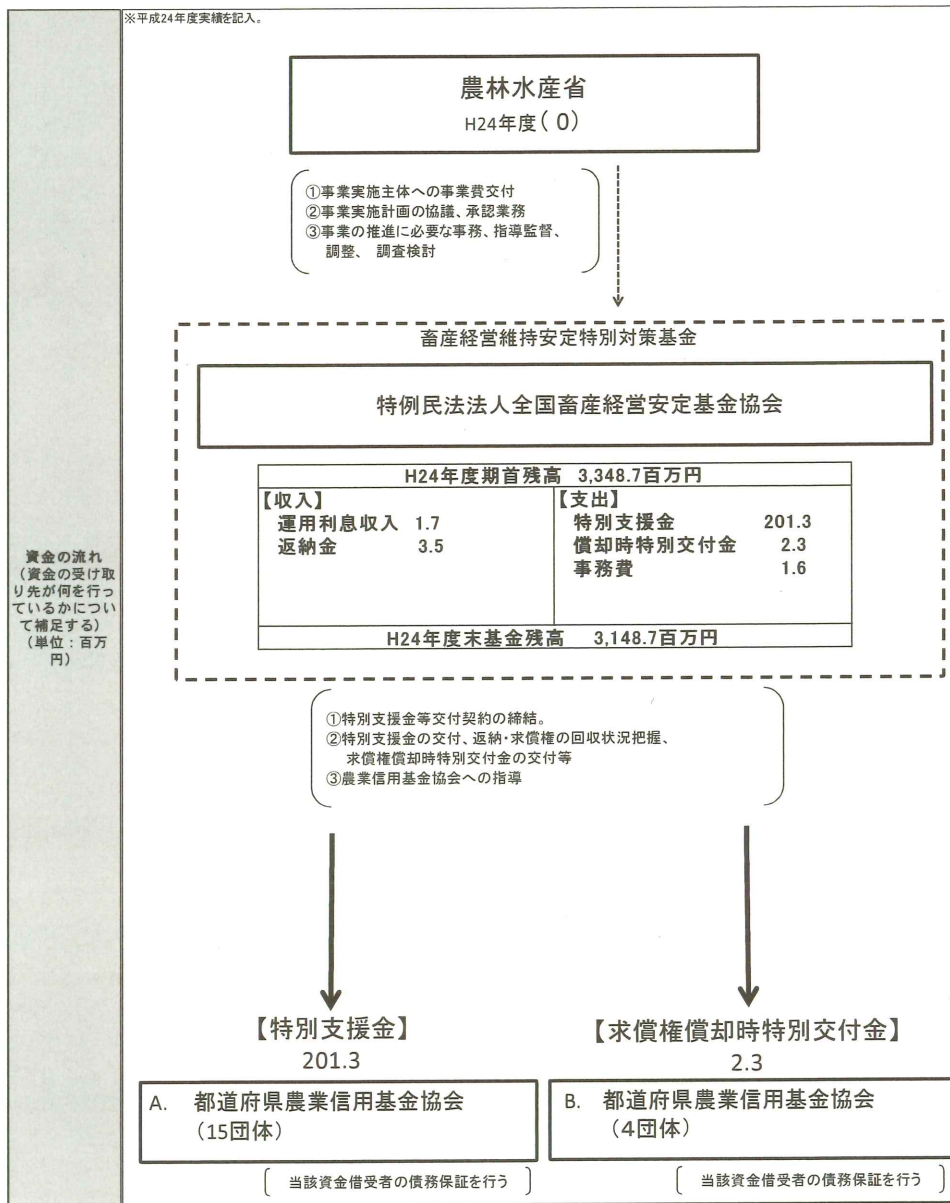 ※平成24年度実績を記入。
農林水産省
H24年度( 0)
①事業実施主体への事業費交付
②事業実施計画の協議、承認業務
③事業の推進に必要な事務、指導監督、
調整、 調査検討
畜産経営維持安定特別対策基金
特例民法法人全国畜産経営安定基金協会
H24年度期首残高 3,348.7百万円
【収入】
運用利息収入 1.7
返納金 3.5
【支出】
特別支援金 201.3
償却時特別交付金 2.3
事務費 1.6
H24年度末基金残高 3,148.7百万円
資金の流れ
(資金の受け取
り先が何を行っ
ているかについ
て補足する)
(単位:百万
円)
①特別支援金等交付契約の締結。
②特別支援金の交付、返納・求償権の回収状況把握、
求償権償却時特別交付金の交付等
③農業信用基金協会への指導
【特別支援金】
201.3
A. 都道府県農業信用基金協会
(15団体)
当該資金借受者の債務保証を行う
【求償権償却時特別交付金】
2.3
B. 都道府県農業信用基金協会
(4団体)
当該資金借受者の債務保証を行う